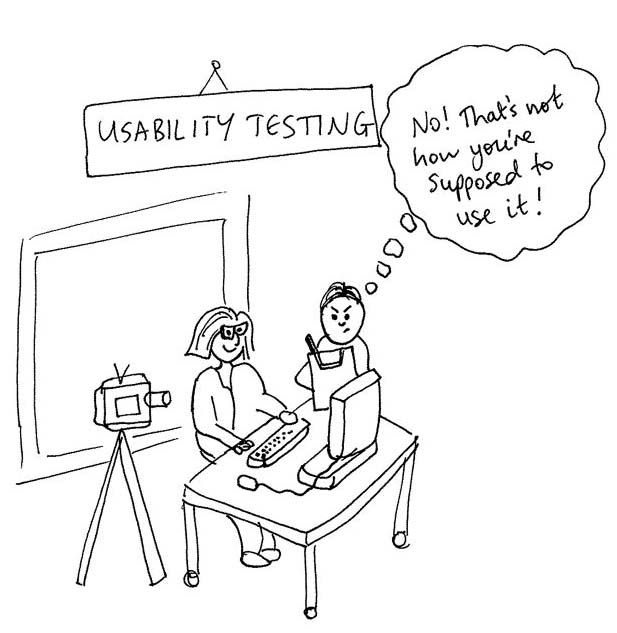 USABILITY TESTING
No! That's not
how you're
supposed to
use it!